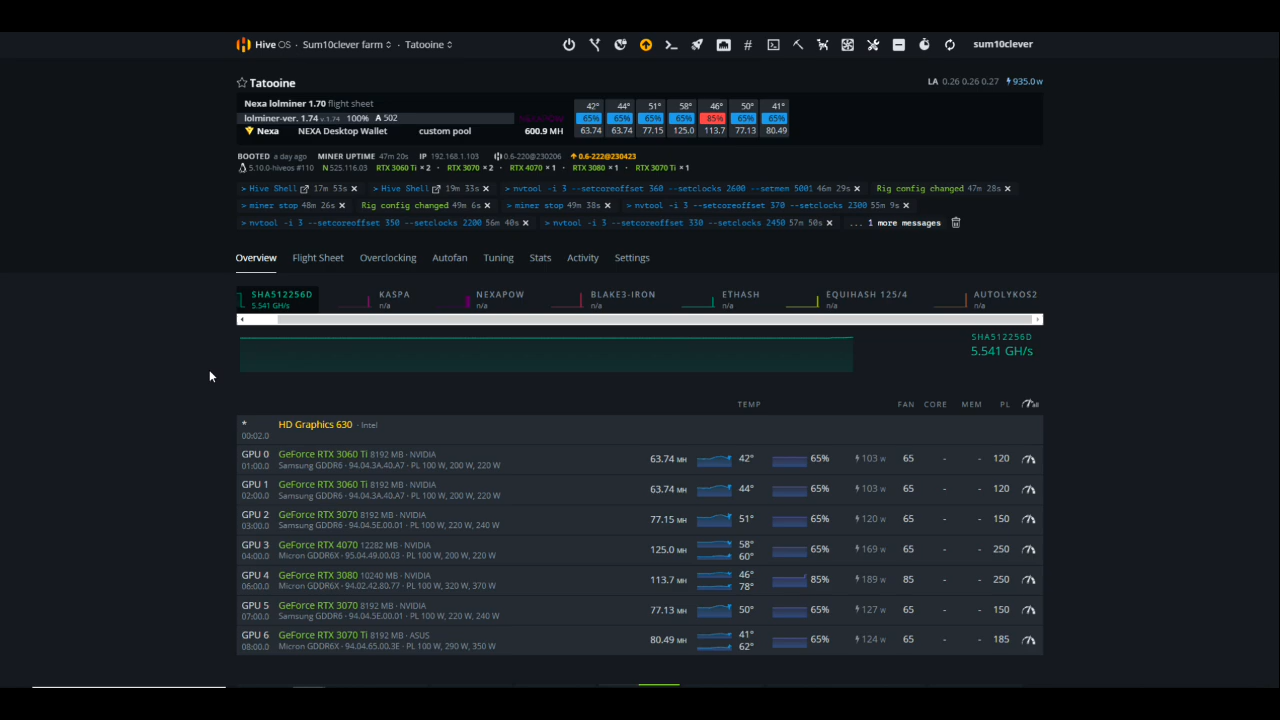 Hive OS · Sum10clever farm · Tatooine sum10clever
Tatooine LA 0.26 0.26 0.27 935.0 w
Nexa lolminer 1.70 flight sheet 42° 44° 51° 58° 46° 50° 41°
lolminer-ver. 1.74 v.1.74 100% A 502 65% 65% 65% 65% 85% 65% 65%
Nexa NEXA Desktop Wallet custom pool 600.9 MH 63.74 63.74 77.15 125.0 113.7 77.13 80.49
BOOTED a day ago MINER UPTIME 47m 20s IP 192.168.1.103 0.6-220@230206 0.6-222@230423
5.10.0-hiveos #110 N 525.116.03 RTX 3060 Ti × 2 · RTX 3070 × 2 · RTX 4070 × 1 · RTX 3080 × 1 · RTX 3070 Ti × 1
> Hive Shell 17m 53s × > Hive Shell 19m 33s × > nvtool -i 3 --setcoreoffset 360 --setclocks 2600 --setmem 5001 46m 29s × Rig config changed 47m 28s ×
> miner stop 48m 26s × Rig config changed 49m 6s × > miner stop 49m 38s × > nvtool -i 3 --setcoreoffset 370 --setclocks 2300 55m 9s ×
> nvtool -i 3 --setcoreoffset 350 --setclocks 2200 56m 40s × > nvtool -i 3 --setcoreoffset 330 --setclocks 2450 57m 50s × ... 1 more messages
Overview Flight Sheet Overclocking Autofan Tuning Stats Activity Settings
SHA512256D KASPA NEXAPOW BLAKE3-IRON ETHASH EQUIHASH 125/4 AUTOLYKOS2
5.541 GH/s n/a n/a n/a n/a n/a n/a
SHA512256D
5.541 GH/s
TEMP FAN CORE MEM PL all
* HD Graphics 630 · Intel
00:02.0
GPU 0 GeForce RTX 3060 Ti 8192 MB · NVIDIA 63.74 MH 42° 65% 103 w 65 - - 120
01:00.0 Samsung GDDR6 · 94.04.3A.40.A7 · PL 100 W, 200 W, 220 W
GPU 1 GeForce RTX 3060 Ti 8192 MB · NVIDIA 63.74 MH 44° 65% 103 w 65 - - 120
02:00.0 Samsung GDDR6 · 94.04.3A.40.A7 · PL 100 W, 200 W, 220 W
GPU 2 GeForce RTX 3070 8192 MB · NVIDIA 77.15 MH 51° 65% 120 w 65 - - 150
03:00.0 Samsung GDDR6 · 94.04.5E.00.01 · PL 100 W, 220 W, 240 W
GPU 3 GeForce RTX 4070 12282 MB · NVIDIA 125.0 MH 58° 65% 169 w 65 - - 250
04:00.0 Micron GDDR6X · 95.04.49.00.03 · PL 100 W, 200 W, 220 W 60°
GPU 4 GeForce RTX 3080 10240 MB · NVIDIA 113.7 MH 46° 85% 189 w 85 - - 250
06:00.0 Micron GDDR6X · 94.02.42.80.77 · PL 100 W, 320 W, 370 W 78°
GPU 5 GeForce RTX 3070 8192 MB · NVIDIA 77.13 MH 50° 65% 127 w 65 - - 150
07:00.0 Samsung GDDR6 · 94.04.5E.00.01 · PL 100 W, 220 W, 240 W
GPU 6 GeForce RTX 3070 Ti 8192 MB · ASUS 80.49 MH 41° 65% 124 w 65 - - 185
08:00.0 Micron GDDR6X · 94.04.65.00.3E · PL 100 W, 290 W, 350 W 62°